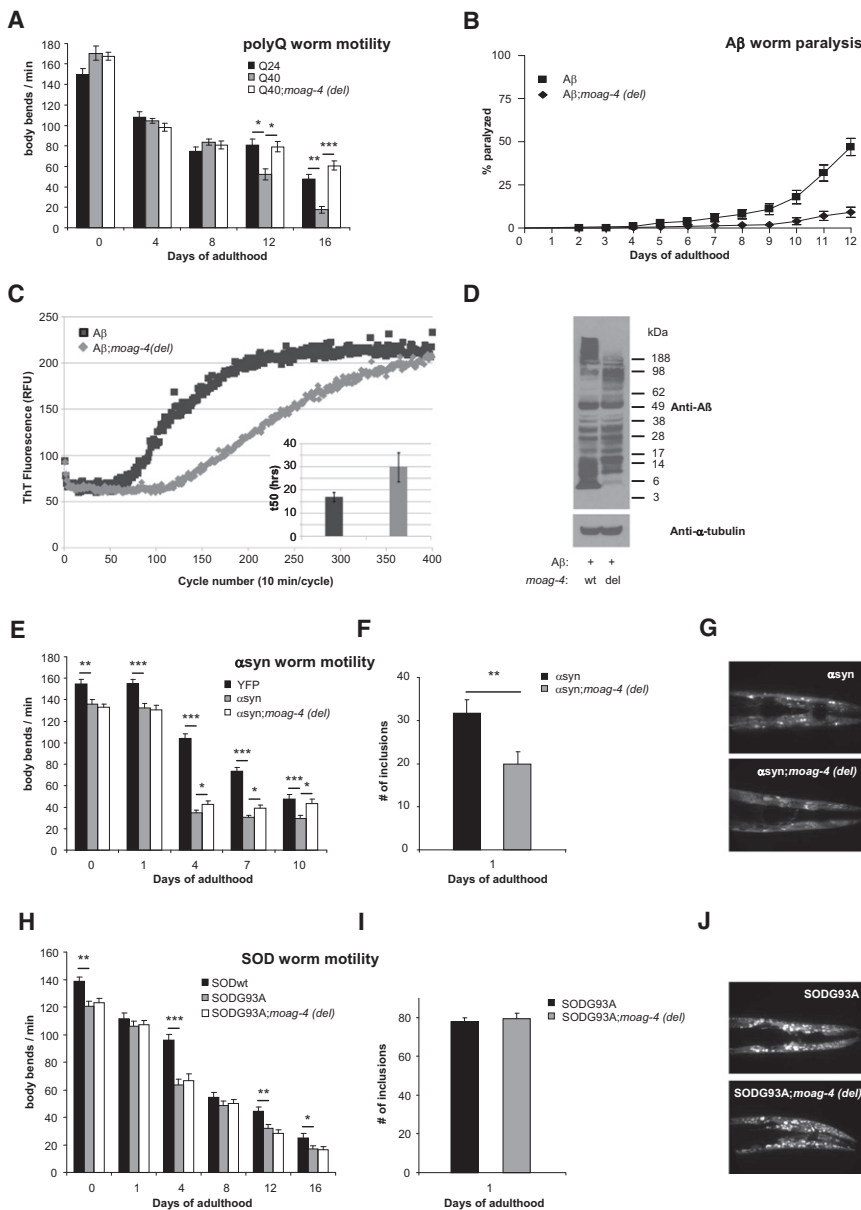 A
polyQ worm motility
body bends / min
180
160
140
120
100
80
60
40
20
0
Q24
Q40
Q40;moag-4 (del)
* *
** ***
0 4 8 12 16
Days of adulthood
B
Aβ worm paralysis
% paralyzed
100
75
50
25
0
Aβ
Aβ;moag-4 (del)
0 1 2 3 4 5 6 7 8 9 10 11 12
Days of adulthood
C
ThT Fluorescence (RFU)
250
200
150
100
50
0
Aβ
Aβ;moag-4(del)
t50 (hrs)
40
30
20
10
0
0 50 100 150 200 250 300 350 400
Cycle number (10 min/cycle)
D
kDa
188
98
62
49
38
28
17
14
6
3
Anti-Aß
Anti-α-tubulin
Aβ: + +
moag-4: wt del
E
αsyn worm motility
body bends / min
180
160
140
120
100
80
60
40
20
0
YFP
αsyn
αsyn;moag-4 (del)
** *** *** * *** * *** *
0 1 4 7 10
Days of adulthood
F
# of inclusions
40
30
20
10
0
αsyn
αsyn;moag-4 (del)
**
1
Days of adulthood
G
αsyn
αsyn;moag-4 (del)
H
SOD worm motility
body bends / min
160
140
120
100
80
60
40
20
0
SODwt
SODG93A
SODG93A;moag-4 (del)
** *** ** *
0 1 4 8 12 16
Days of adulthood
I
# of inclusions
80
60
40
20
0
SODG93A
SODG93A;moag-4 (del)
1
Days of adulthood
J
SODG93A
SODG93A;moag-4 (del)